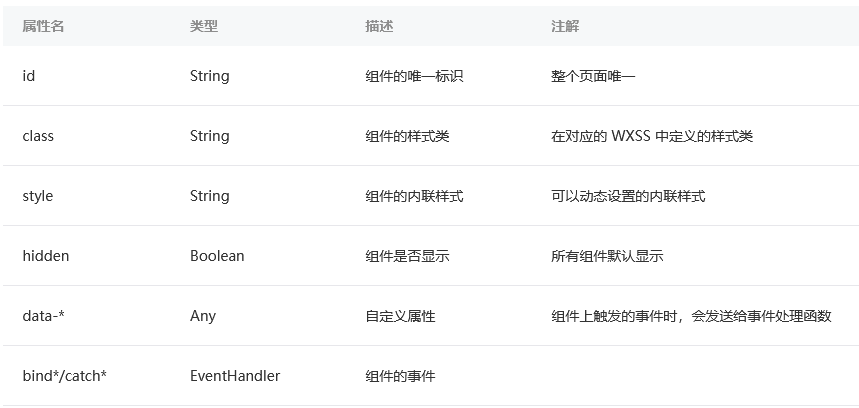 属性名 类型 描述 注解
id String 组件的唯一标识 整个页面唯一
class String 组件的样式类 在对应的 WXSS 中定义的样式类
style String 组件的内联样式 可以动态设置的内联样式
hidden Boolean 组件是否显示 所有组件默认显示
data-* Any 自定义属性 组件上触发的事件时，会发送给事件处理函数
bind*/catch* EventHandler 组件的事件